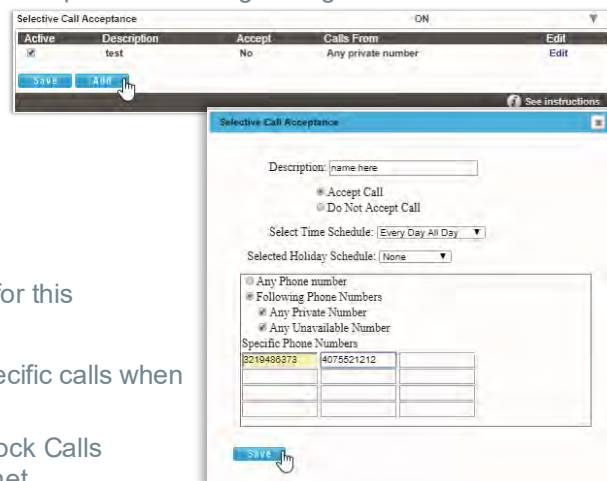 Selective Call Acceptance ON
Active Description Accept Calls From Edit
test No Any private number Edit
Save Add
See instructions
Selective Call Acceptance
Description: name here
Accept Call
Do Not Accept Call
Select Time Schedule: Every Day All Day
Selected Holiday Schedule: None
Any Phone number
Following Phone Numbers
Any Private Number
Any Unavailable Number
Specific Phone Numbers
3219486373 4075521212
Save
for this
ecific calls when
ock Calls